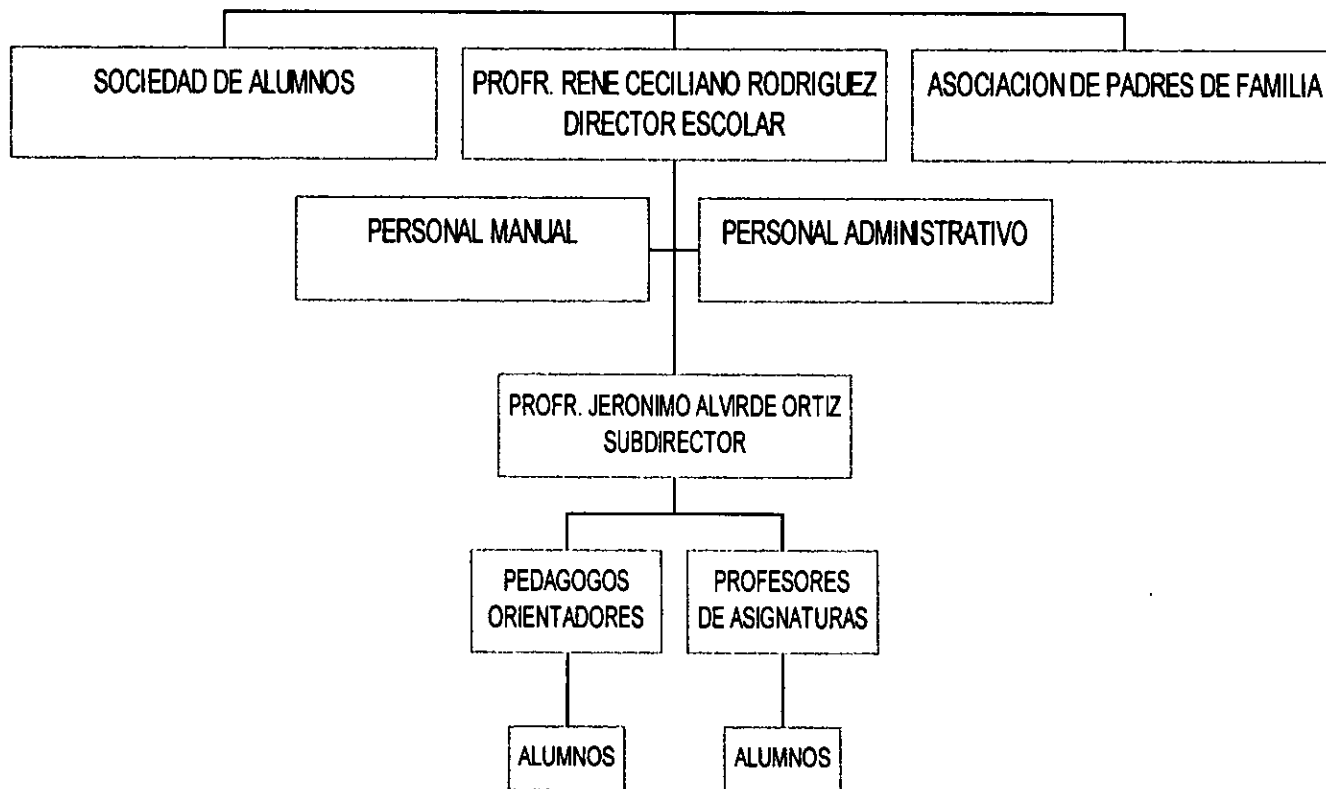 SOCIEDAD DE ALUMNOS
PROFR. RENE CECILIANO RODRIGUEZ
DIRECTOR ESCOLAR
ASOCIACION DE PADRES DE FAMILIA
PERSONAL MANUAL
PERSONAL ADMINISTRATIVO
PROFR. JERONIMO ALVIRDE ORTIZ
SUBDIRECTOR
PEDAGOGOS
ORIENTADORES
PROFESORES
DE ASIGNATURAS
ALUMNOS
ALUMNOS